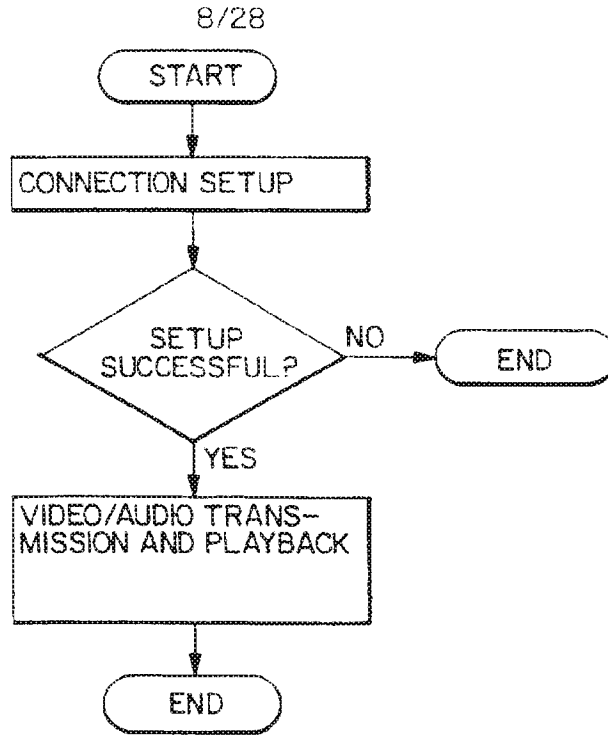 8/28
START
CONNECTION SETUP
SETUP
SUCCESSFUL?
NO
END
YES
VIDEO/AUDIO TRANS-
MISSION AND PLAYBACK
END